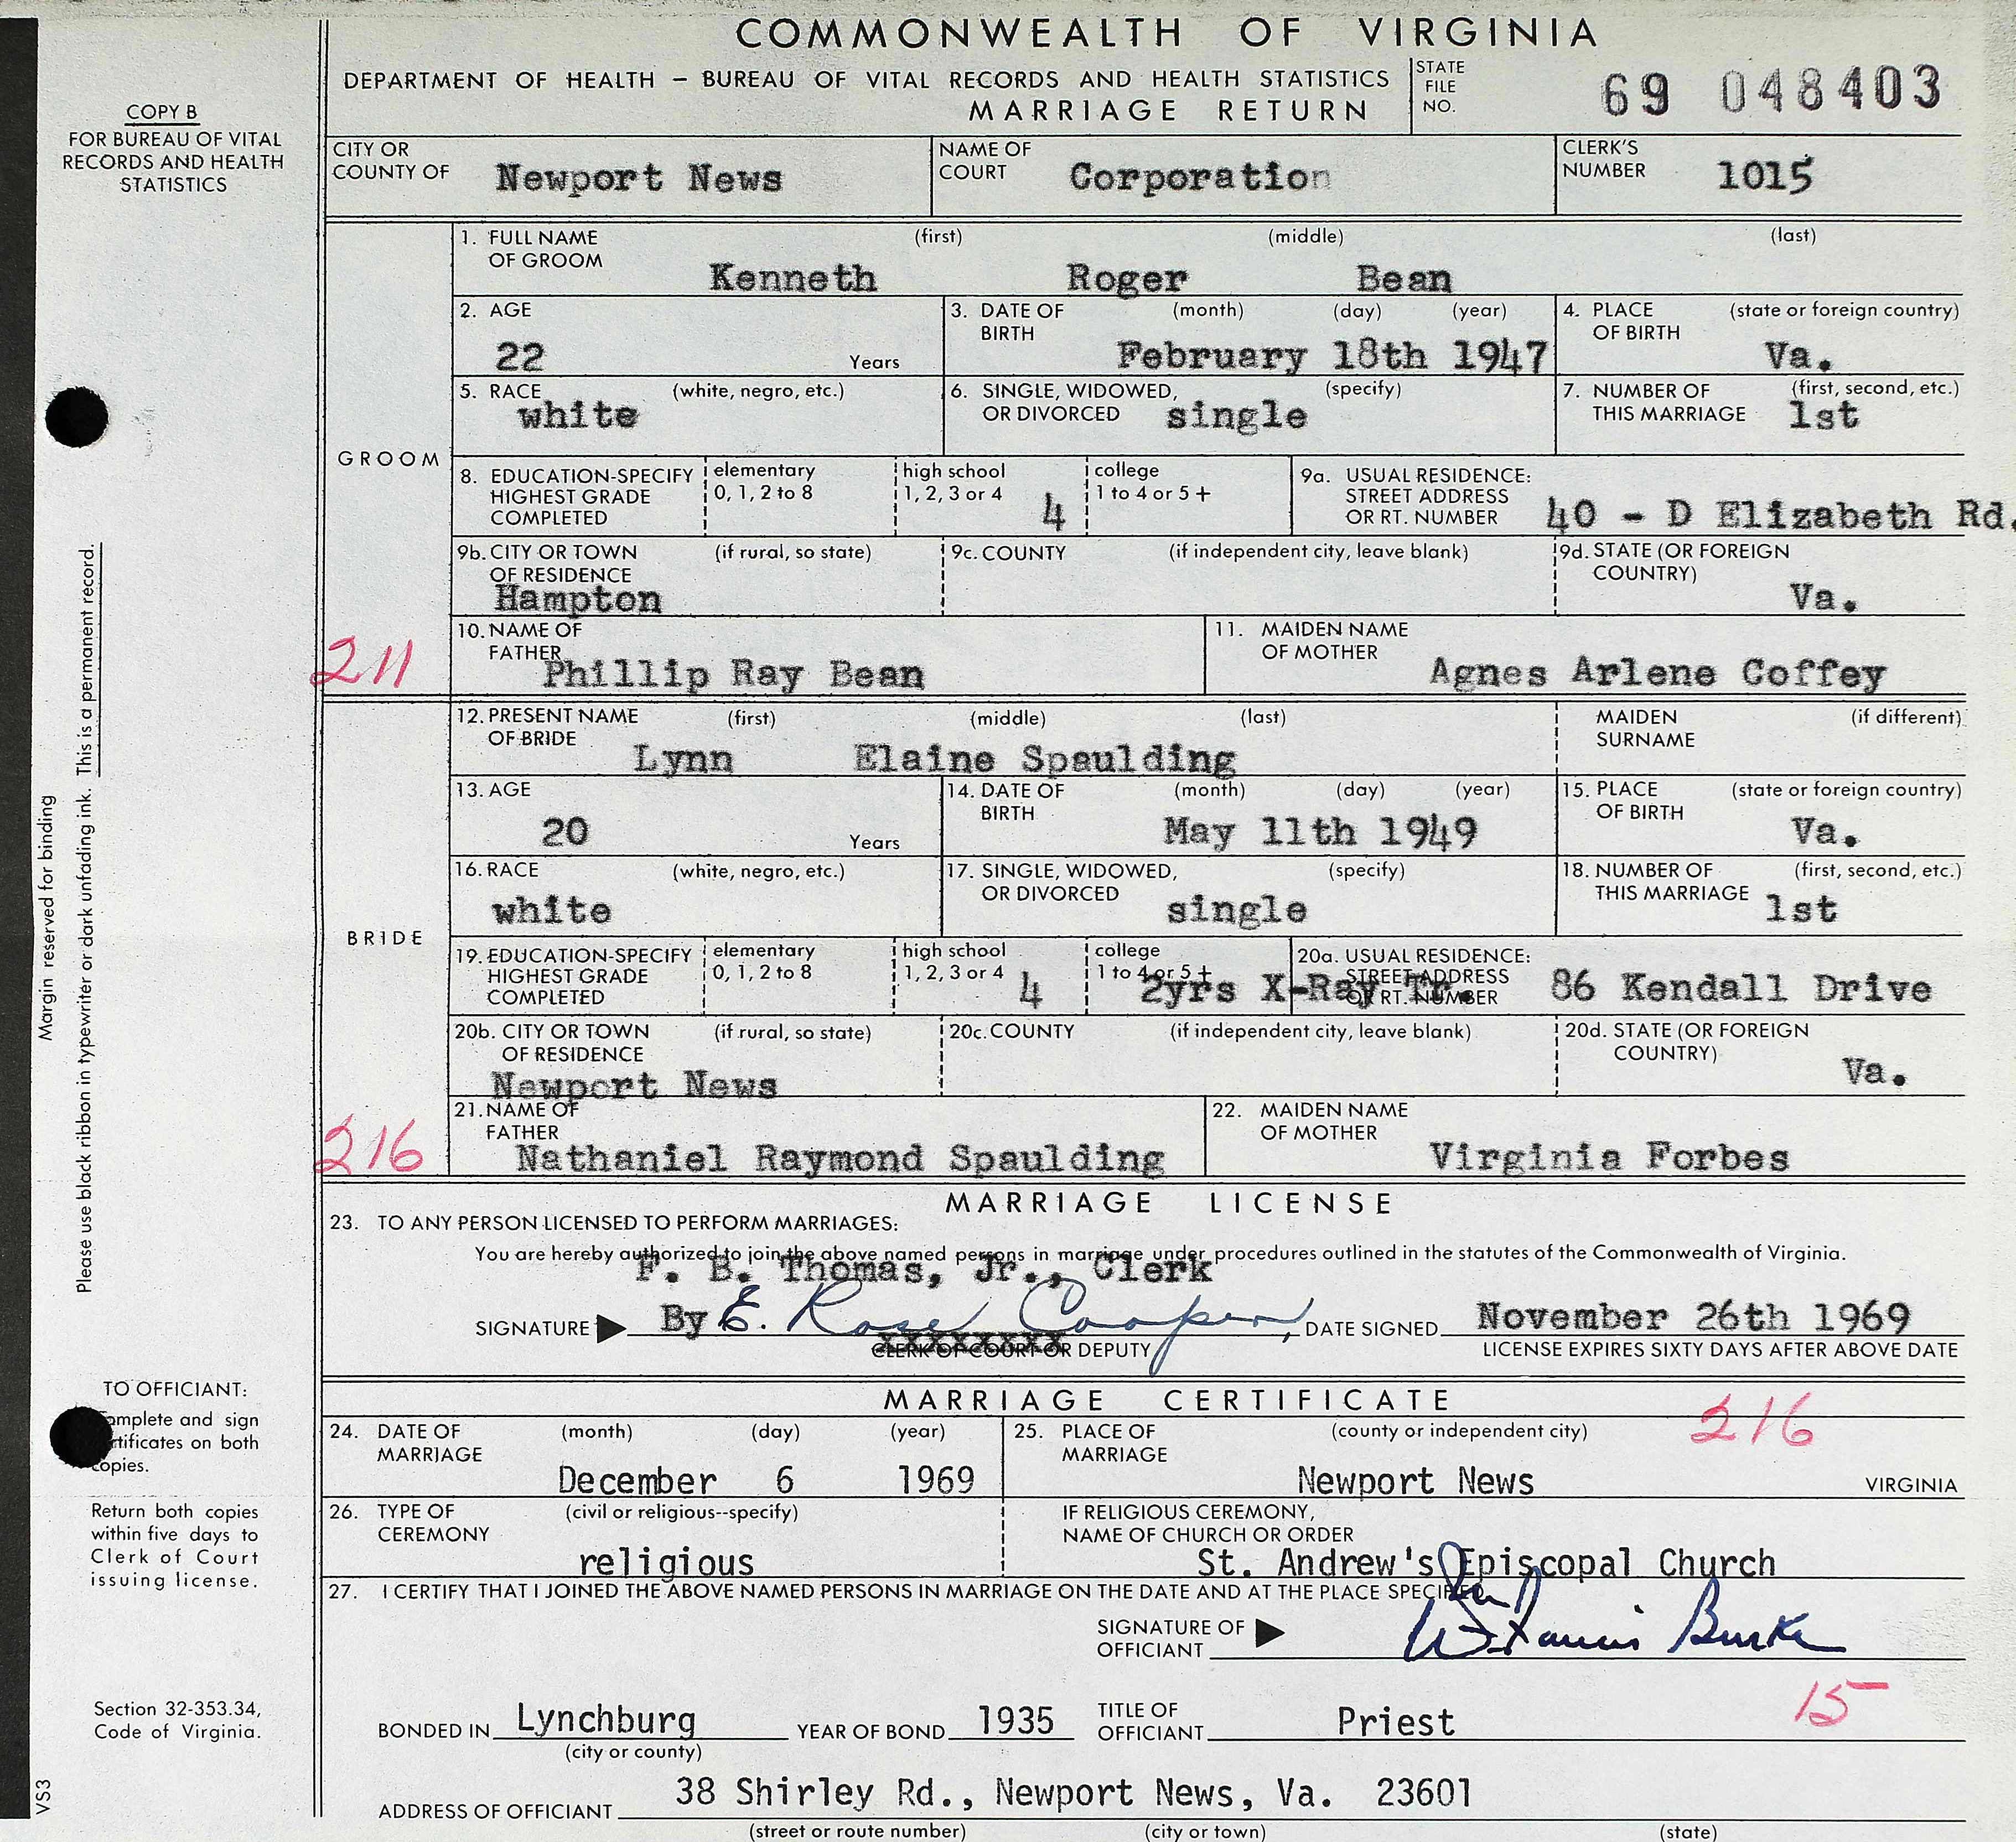 COMMONWEALTH OF VIRGINIA
DEPARTMENT OF HEALTH – BUREAU OF VITAL RECORDS AND HEALTH STATISTICS
MARRIAGE RETURN
STATE FILE NO. 69 048403
COPY B
FOR BUREAU OF VITAL
RECORDS AND HEALTH
STATISTICS
CITY OR COUNTY OF Newport News
NAME OF COURT Corporation
CLERK'S NUMBER 1015
GROOM
1. FULL NAME OF GROOM (first) (middle) (last)
Kenneth Roger Bean
2. AGE 22 Years
3. DATE OF BIRTH (month) (day) (year)
February 18th 1947
4. PLACE OF BIRTH (state or foreign country)
Va.
5. RACE (white, negro, etc.)
white
6. SINGLE, WIDOWED, OR DIVORCED (specify)
single
7. NUMBER OF THIS MARRIAGE (first, second, etc.)
1st
8. EDUCATION-SPECIFY HIGHEST GRADE COMPLETED
elementary 0, 1, 2 to 8
high school 1, 2, 3 or 4 4
college 1 to 4 or 5 +
9a. USUAL RESIDENCE: STREET ADDRESS OR RT. NUMBER
40 - D Elizabeth Rd.
9b. CITY OR TOWN OF RESIDENCE (if rural, so state)
Hampton
9c. COUNTY (if independent city, leave blank)
9d. STATE (OR FOREIGN COUNTRY)
Va.
211
10. NAME OF FATHER
Phillip Ray Bean
11. MAIDEN NAME OF MOTHER
Agnes Arlene Coffey
BRIDE
12. PRESENT NAME OF BRIDE (first) (middle) (last)
Lynn Elaine Spaulding
MAIDEN SURNAME (if different)
13. AGE 20 Years
14. DATE OF BIRTH (month) (day) (year)
May 11th 1949
15. PLACE OF BIRTH (state or foreign country)
Va.
16. RACE (white, negro, etc.)
white
17. SINGLE, WIDOWED, OR DIVORCED (specify)
single
18. NUMBER OF THIS MARRIAGE (first, second, etc.)
1st
19. EDUCATION-SPECIFY HIGHEST GRADE COMPLETED
elementary 0, 1, 2 to 8
high school 1, 2, 3 or 4 4
college 1 to 4 or 5 +
2yrs X-Ray Tr.
20a. USUAL RESIDENCE: STREET ADDRESS OR RT. NUMBER
86 Kendall Drive
20b. CITY OR TOWN OF RESIDENCE (if rural, so state)
Newport News
20c. COUNTY (if independent city, leave blank)
20d. STATE (OR FOREIGN COUNTRY)
Va.
216
21. NAME OF FATHER
Nathaniel Raymond Spaulding
22. MAIDEN NAME OF MOTHER
Virginia Forbes
MARRIAGE LICENSE
23. TO ANY PERSON LICENSED TO PERFORM MARRIAGES:
You are hereby authorized to join the above named persons in marriage under procedures outlined in the statutes of the Commonwealth of Virginia.
F. B. Thomas, Jr., Clerk
SIGNATURE By E. Rose Cooper, DATE SIGNED November 26th 1969
xxxxxxxx
CLERK OF COURT OR DEPUTY
LICENSE EXPIRES SIXTY DAYS AFTER ABOVE DATE
MARRIAGE CERTIFICATE
216
24. DATE OF MARRIAGE (month) (day) (year)
December 6 1969
25. PLACE OF MARRIAGE (county or independent city)
Newport News VIRGINIA
26. TYPE OF CEREMONY (civil or religious--specify)
religious
IF RELIGIOUS CEREMONY, NAME OF CHURCH OR ORDER
St. Andrew's Episcopal Church
27. I CERTIFY THAT I JOINED THE ABOVE NAMED PERSONS IN MARRIAGE ON THE DATE AND AT THE PLACE SPECIFIED.
SIGNATURE OF OFFICIANT W. Francis Burke
15
BONDED IN Lynchburg YEAR OF BOND 1935
(city or county)
TITLE OF OFFICIANT Priest
ADDRESS OF OFFICIANT 38 Shirley Rd., Newport News, Va. 23601
(street or route number) (city or town) (state)
Margin reserved for binding
Please use black ribbon in typewriter or dark unfading ink. This is a permanent record.
TO OFFICIANT:
Complete and sign
certificates on both
copies.
Return both copies
within five days to
Clerk of Court
issuing license.
Section 32-353.34,
Code of Virginia.
VS3